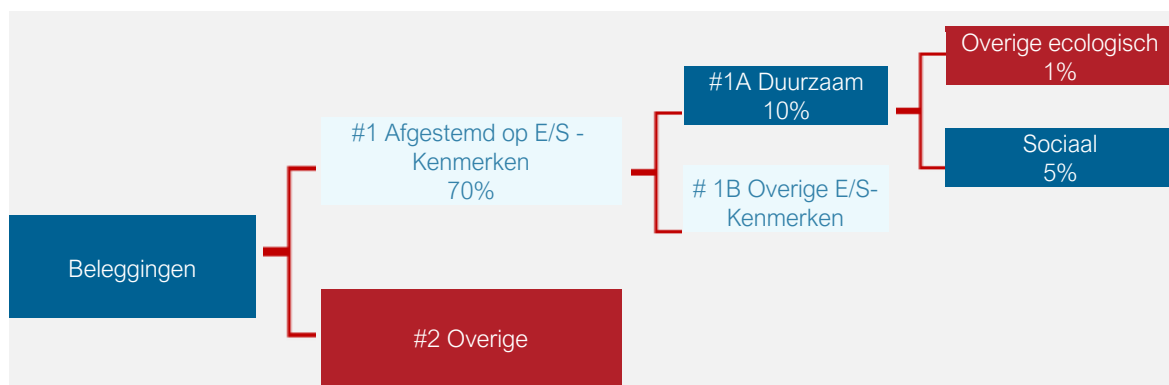 Beleggingen
#1 Afgestemd op E/S -
Kenmerken
70%
#2 Overige
#1A Duurzaam
10%
# 1B Overige E/S-
Kenmerken
Overige ecologisch
1%
Sociaal
5%